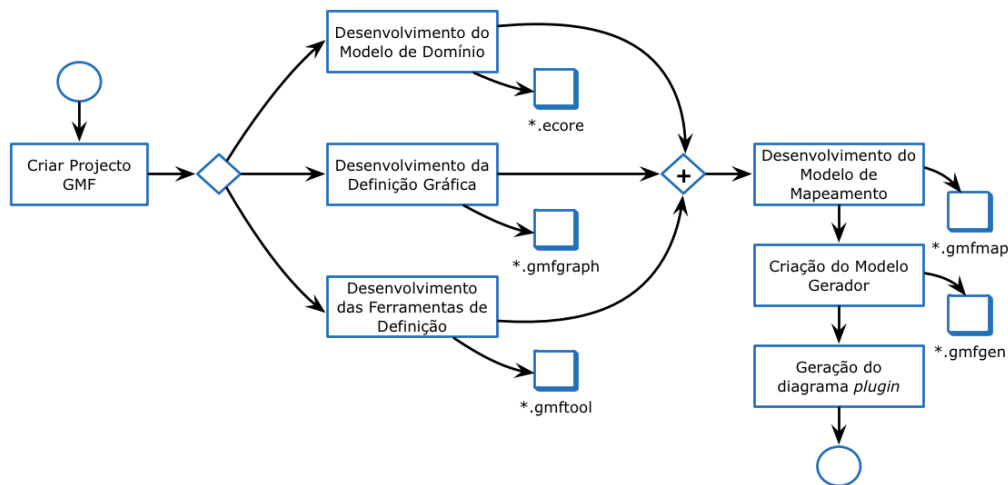 Desenvolvimento do
Modelo de Domínio
*.ecore
Criar Projecto
GMF
Desenvolvimento da
Definição Gráfica
*.gmfgraph
Desenvolvimento
das Ferramentas de
Definição
*.gmftool
+
Desenvolvimento do
Modelo de
Mapeamento
*.gmfmap
Criação do Modelo
Gerador
*.gmfgen
Geração do
diagrama plugin